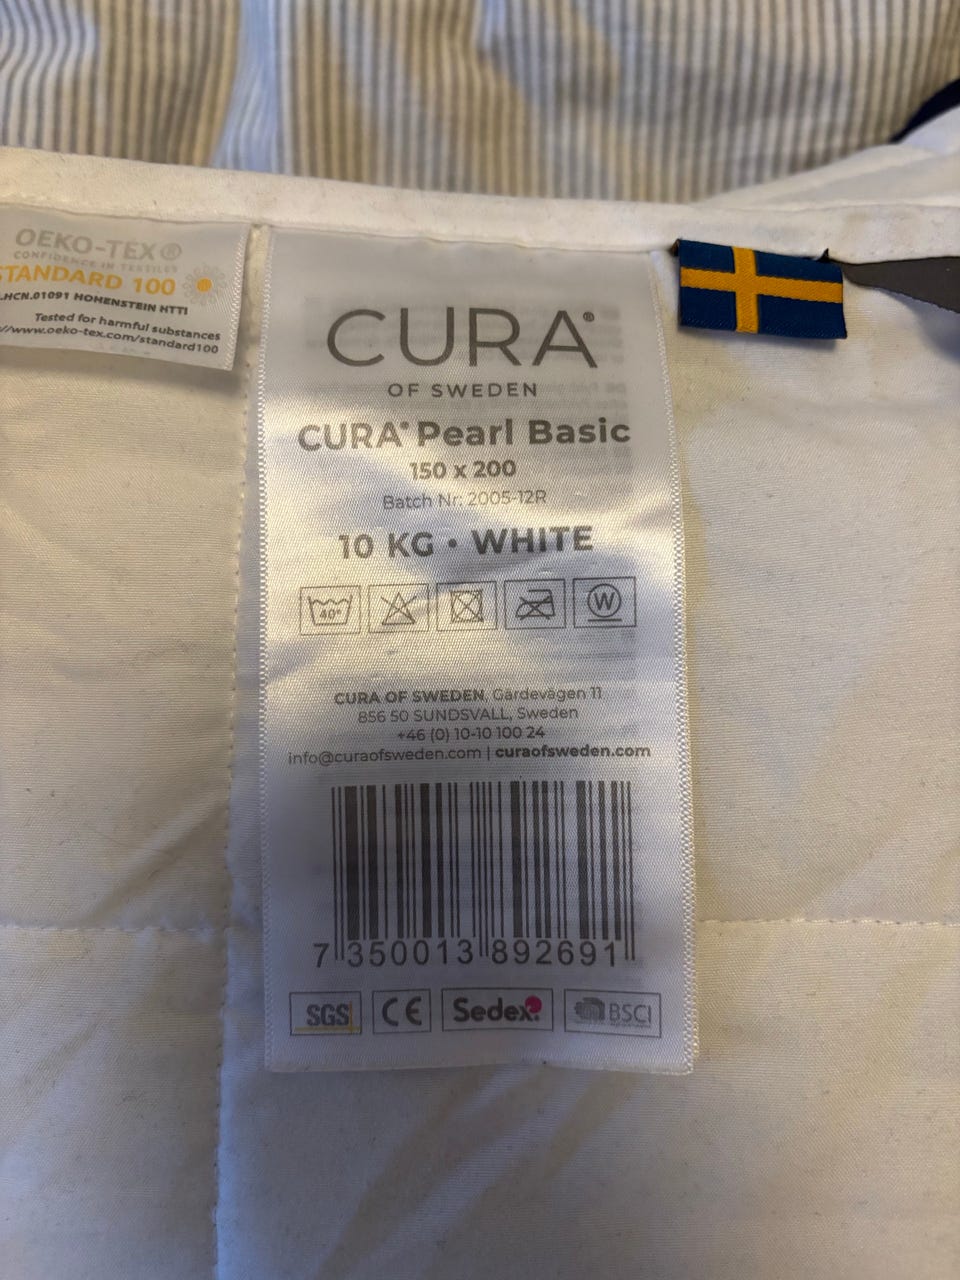 OEKO-TEX®
CONFIDENCE IN TEXTILES
STANDARD 100
.HCN.01091 HOHENSTEIN HTTI
Tested for harmful substances
//www.oeko-tex.com/standard100
CURA®
OF SWEDEN
CURA® Pearl Basic
150 x 200
Batch Nr: 2005-12R
10 KG • WHITE
40°
W
CURA OF SWEDEN, Gärdevägen 11
856 50 SUNDSVALL, Sweden
+46 (0) 10-10 100 24
info@curaofsweden.com | curaofsweden.com
7 350013 892691
SGS CE Sedex. BSCI